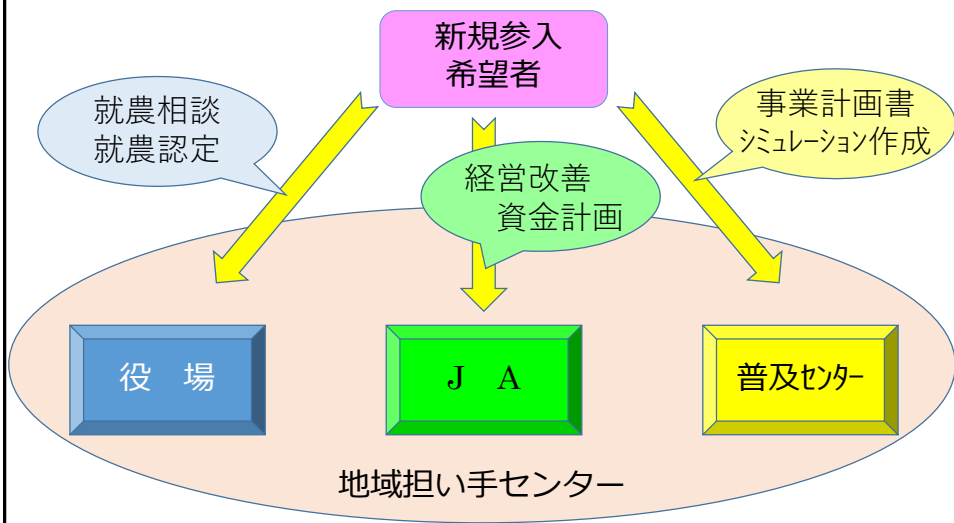 新規参入
希望者
就農相談
就農認定
事業計画書
ｼﾐｭﾚｰｼｮﾝ作成
経営改善
資金計画
役　場
Ｊ　Ａ
普及ｾﾝﾀｰ
地域担い手センター